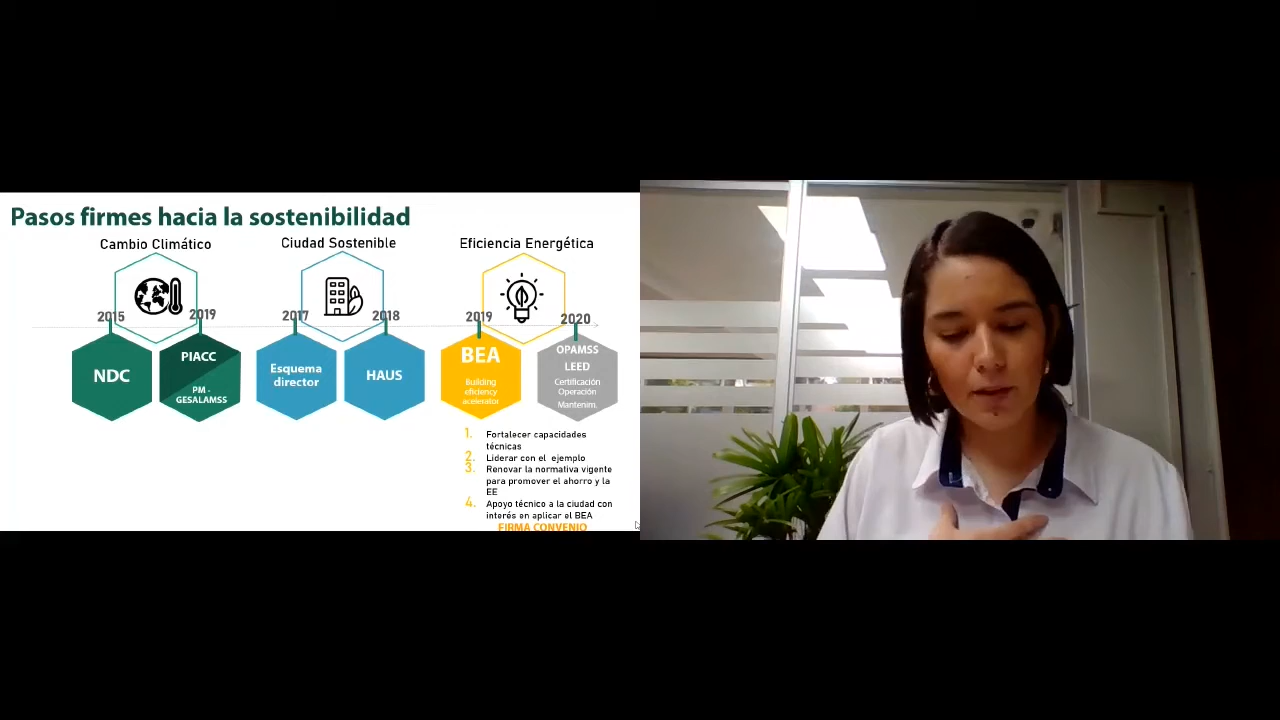 Pasos firmes hacia la sostenibilidad
Cambio Climático
Ciudad Sostenible
Eficiencia Energética
2015
2019
2017
2018
2019
2020
NDC
PIACC
PM -
GESALAMSS
Esquema
director
HAUS
BEA
Building
efficiency
acelerator
OPAMSS
LEED
Certificación
Operación
Mantenim.
1. Fortalecer capacidades
técnicas
2. Liderar con el ejemplo
3. Renovar la normativa vigente
para promover el ahorro y la
EE
4. Apoyo técnico a la ciudad con
interés en aplicar el BEA
FIRMA CONVENIO